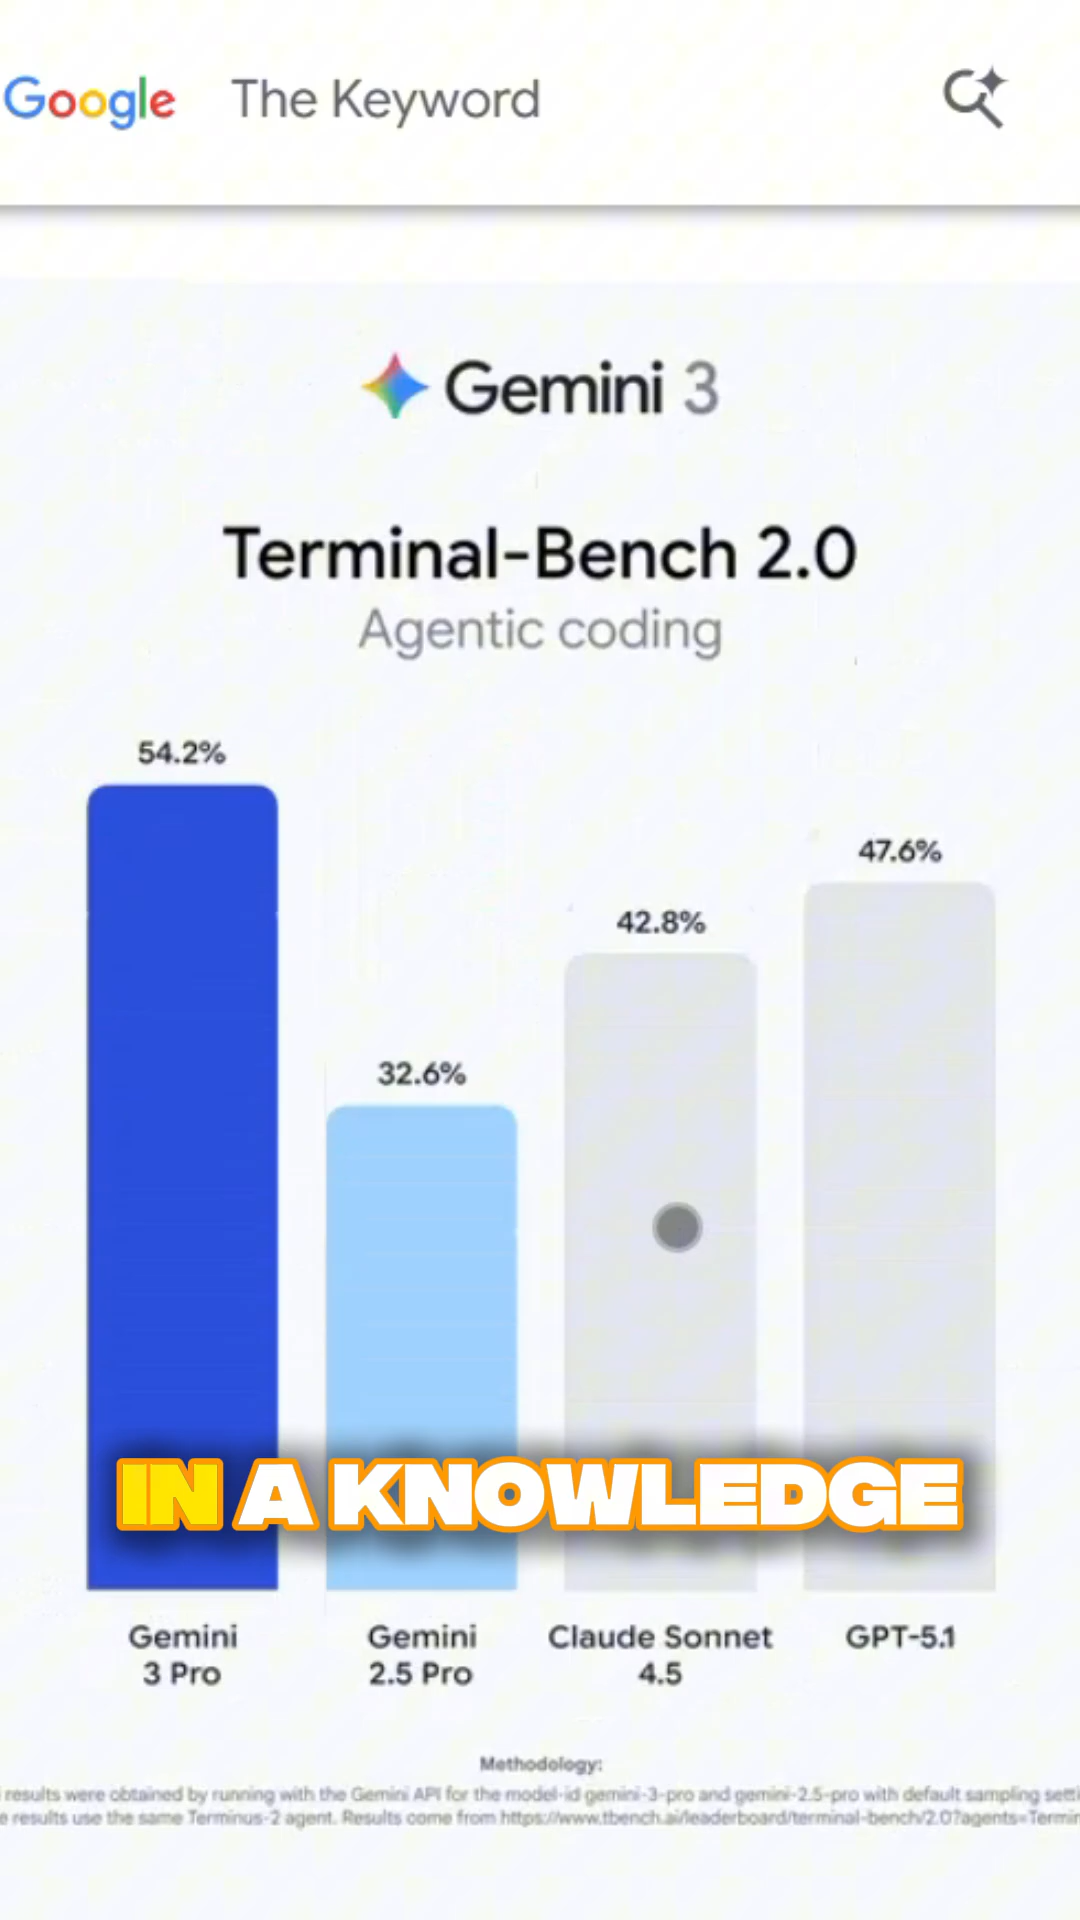 Google The Keyword
Gemini 3
Terminal-Bench 2.0
Agentic coding
54.2%
47.6%
42.8%
32.6%
IN A KNOWLEDGE
Gemini
3 Pro
Gemini
2.5 Pro
Claude Sonnet
4.5
GPT-5.1
Methodology:
results were obtained by running with the Gemini API for the model-id gemini-3-pro and gemini-2.5-pro with default sampling
results use the same Terminus-2 agent. Results come from https://www.tbench.ai/leaderboard/terminal-bench/2.0?agents=Termin